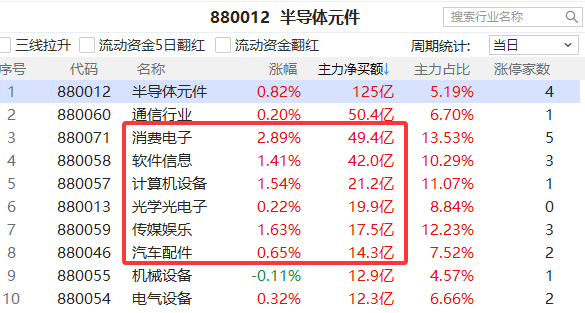 880012 半导体元件
搜索行业名称
三线拉升 流动资金5日翻红 流动资金翻红 周期统计: 当日
序号 代码 名称 涨幅 主力净买额↓ 主力占比 涨停家数
1 880012 半导体元件 0.82% 125亿 5.19% 4
2 880060 通信行业 0.20% 50.4亿 6.70% 1
3 880071 消费电子 2.89% 49.4亿 13.53% 5
4 880058 软件信息 1.41% 42.0亿 10.29% 3
5 880057 计算机设备 1.54% 21.2亿 11.07% 1
6 880013 光学光电子 0.22% 19.9亿 8.84% 0
7 880059 传媒娱乐 1.63% 17.5亿 12.23% 3
8 880046 汽车配件 0.65% 14.3亿 7.52% 2
9 880055 机械设备 -0.11% 12.9亿 4.57% 1
10 880054 电气设备 0.32% 12.3亿 6.66% 2